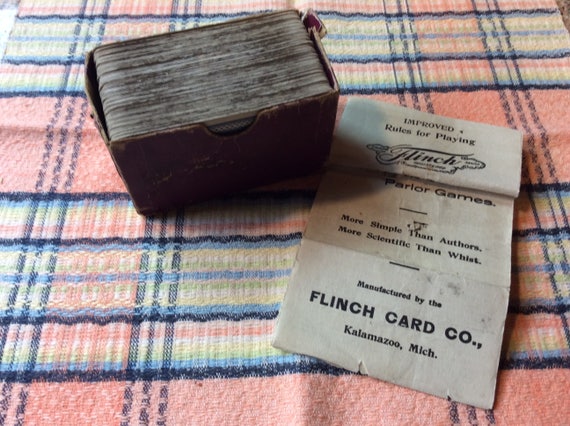 IMPROVED
Rules for Playing
Flinch
Parlor Games.
More Simple Than Authors.
More Scientific Than Whist.
Manufactured by the
FLINCH CARD CO.,
Kalamazoo, Mich.